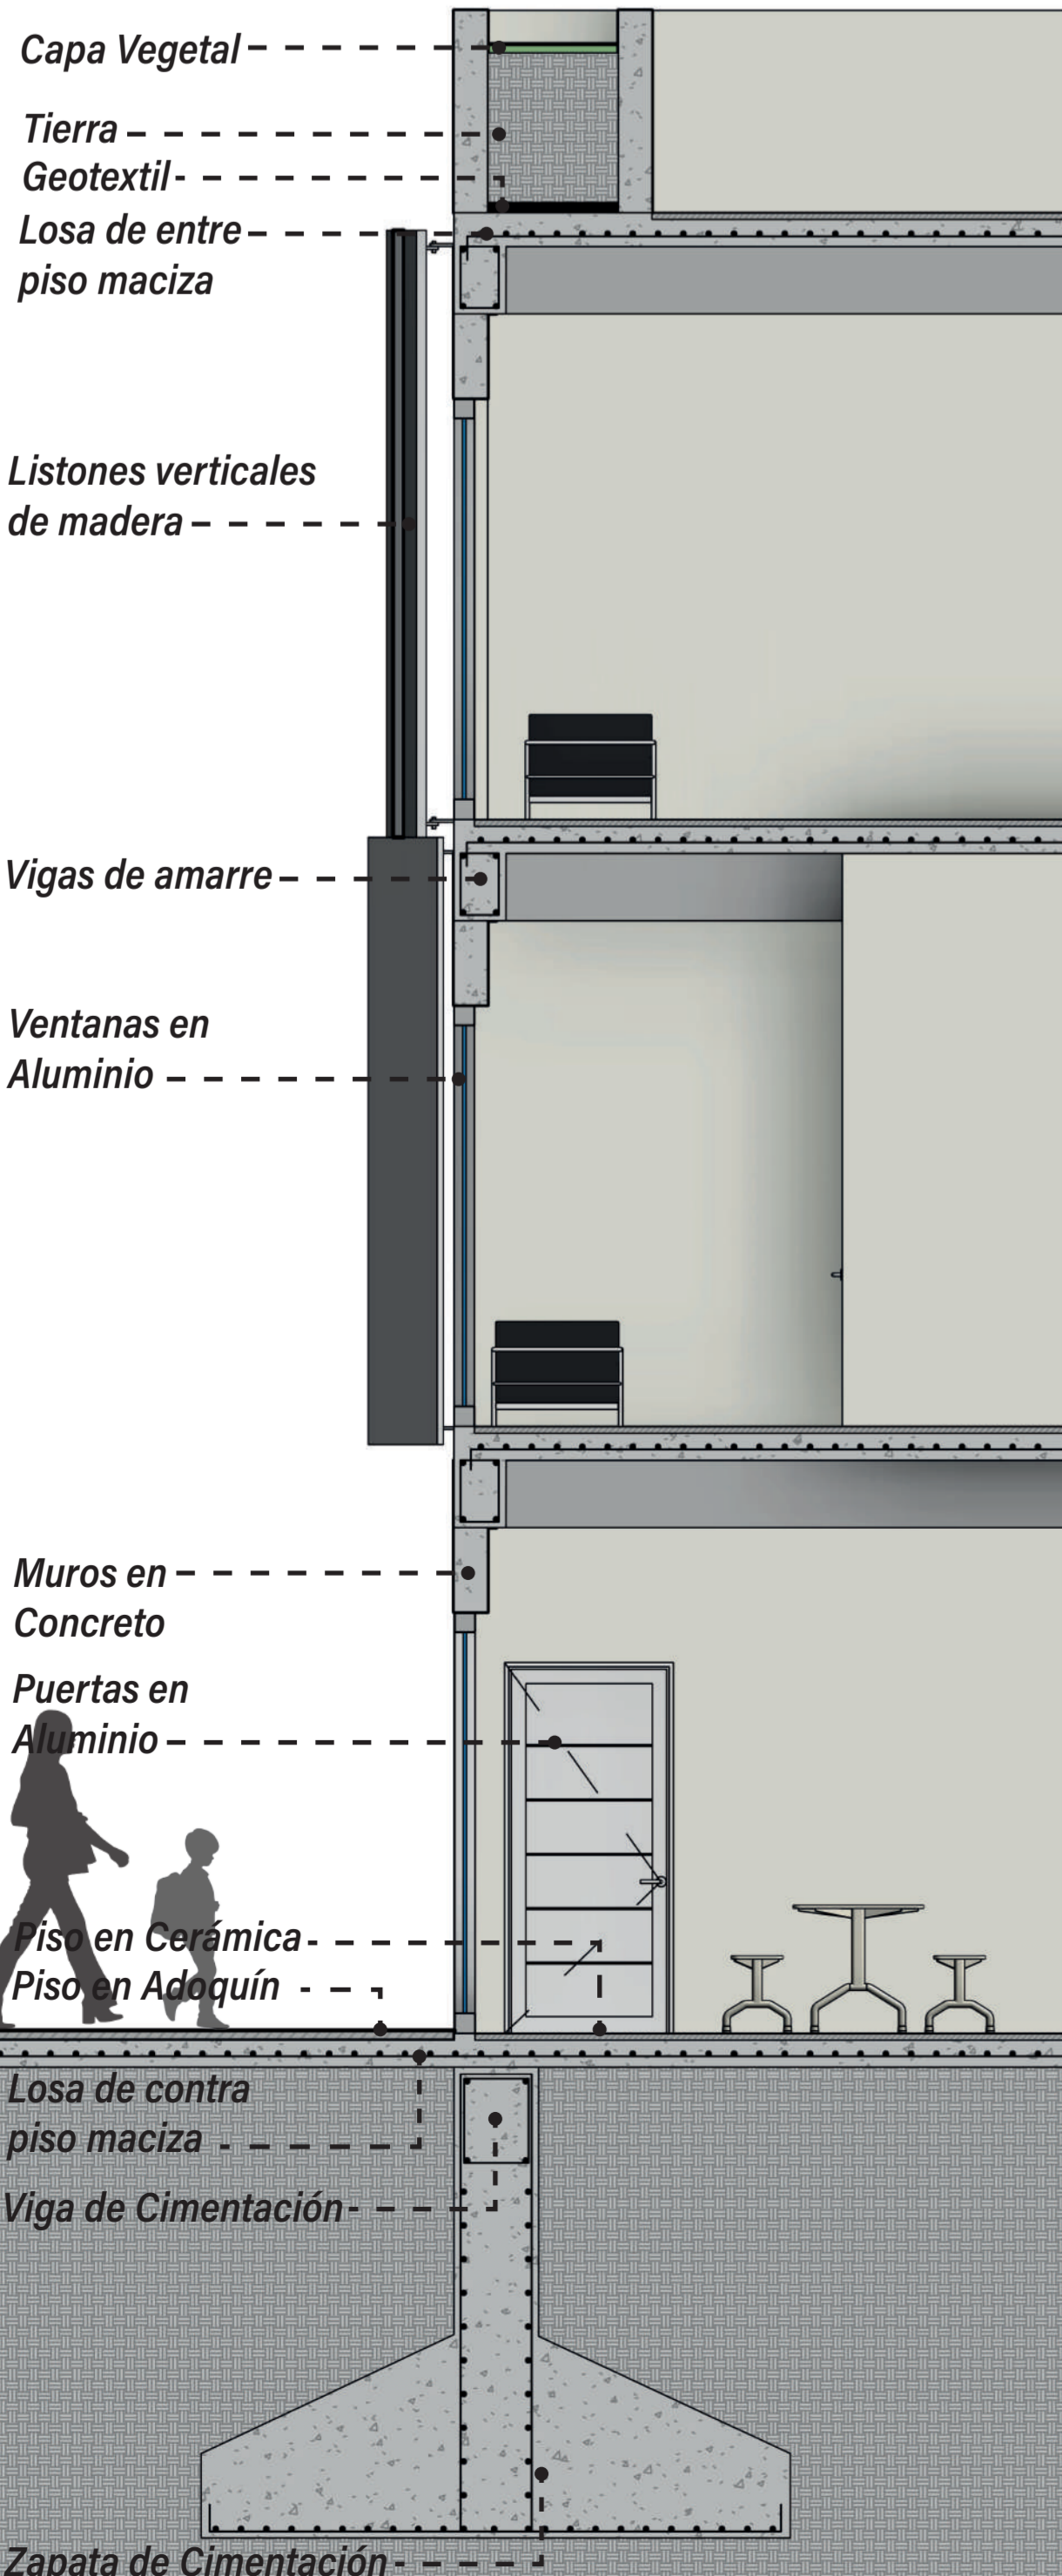 Capa Vegetal
Tierra
Geotextil
Losa de entre
piso maciza
Listones verticales
de madera
Vigas de amarre
Ventanas en
Aluminio
Muros en
Concreto
Puertas en
Aluminio
Piso en Cerámica
Piso en Adoquín
Losa de contra
piso maciza
Viga de Cimentación
Zapata de Cimentación